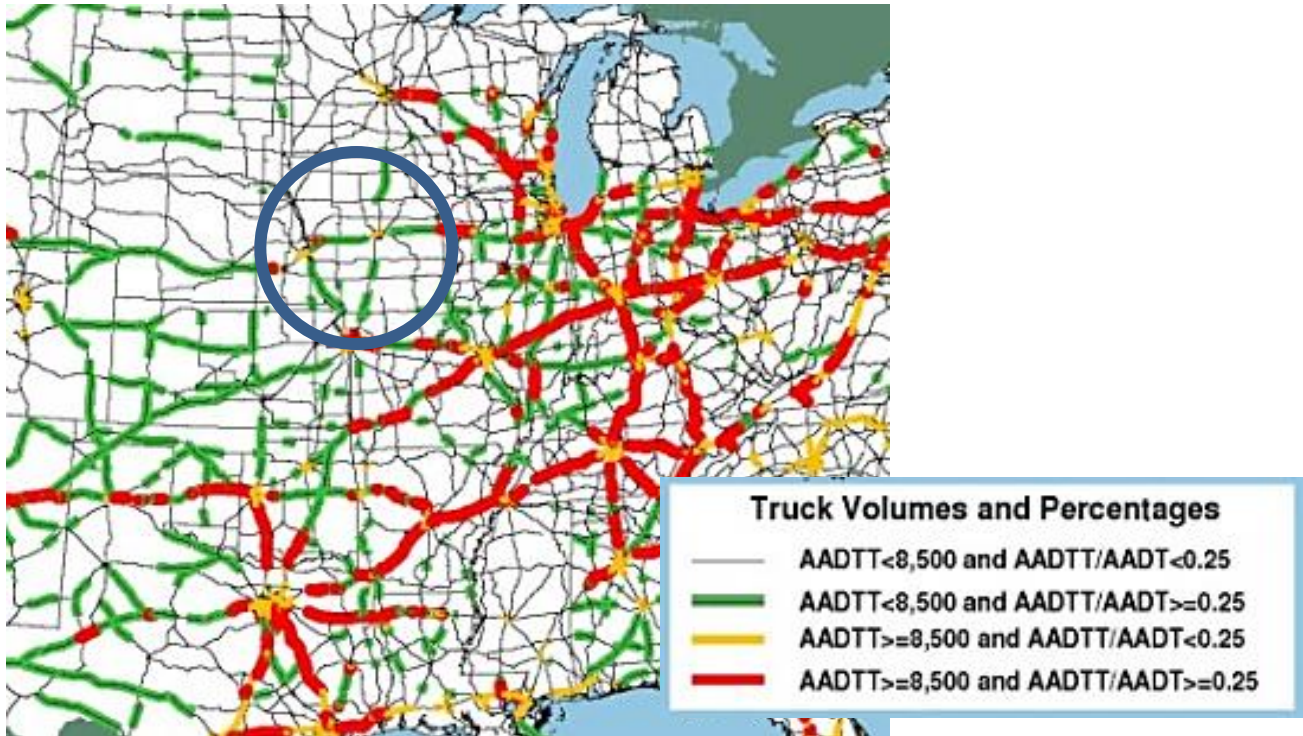 Truck Volumes and Percentages
AADTT<8,500 and AADTT/AADT<0.25
AADTT<8,500 and AADTT/AADT>=0.25
AADTT>=8,500 and AADTT/AADT<0.25
AADTT>=8,500 and AADTT/AADT>=0.25